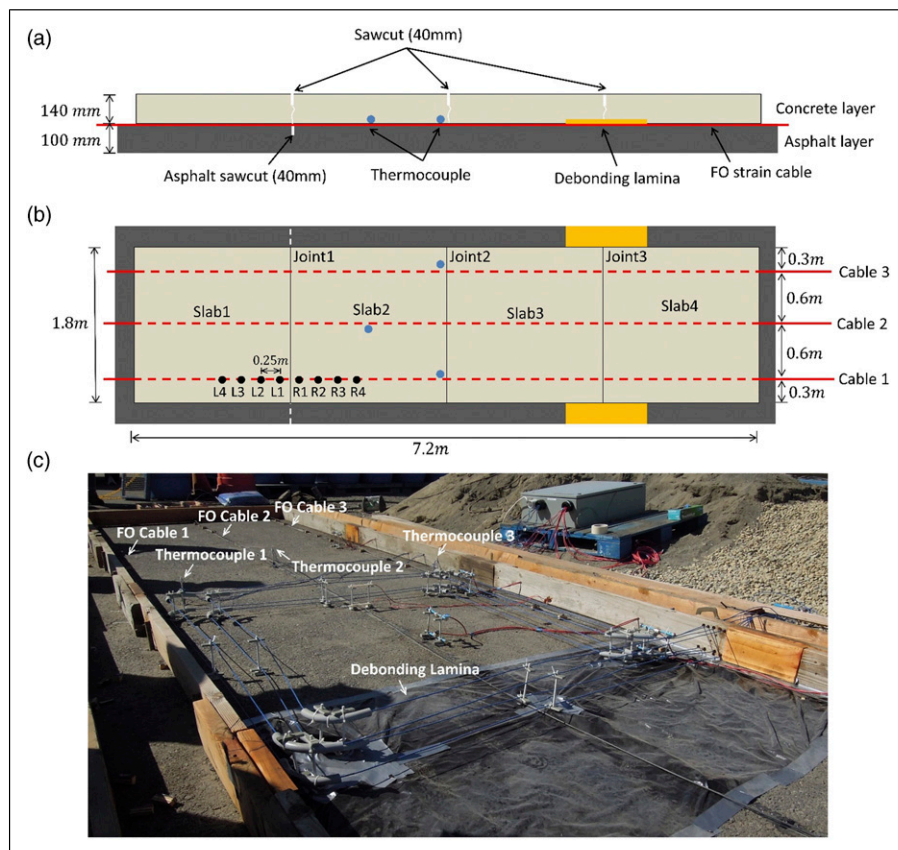 (a)
Sawcut (40mm)
140 mm
100 mm
Concrete layer
Asphalt layer
Asphalt sawcut (40mm)
Thermocouple
Debonding lamina
FO strain cable
(b)
Joint1
Joint2
Joint3
0.3m
Cable 3
0.6m
1.8m
Slab1
Slab2
Slab3
Slab4
Cable 2
0.6m
0.25m
Cable 1
L4 L3 L2 L1 R1 R2 R3 R4
0.3m
7.2m
(c)
FO Cable 3
FO Cable 2
FO Cable 1
Thermocouple 3
Thermocouple 1
Thermocouple 2
Debonding Lamina